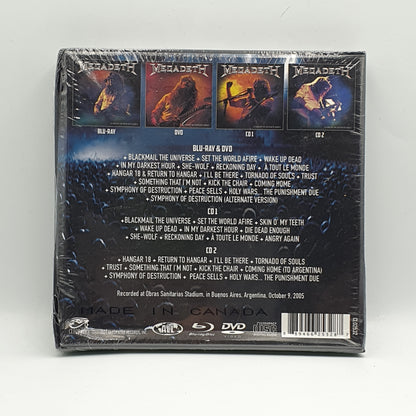 MEGADETH MEGADETH MEGADETH MEGADETH
BLU-RAY DVD CD 1 CD 2
BLU-RAY & DVD
BLACKMAIL THE UNIVERSE + SET THE WORLD AFIRE + WAKE UP DEAD
IN MY DARKEST HOUR + SHE-WOLF + RECKONING DAY + A TOUT LE MONDE
HANGAR 18 & RETURN TO HANGAR + I'LL BE THERE + TORNADO OF SOULS + TRUST
SOMETHING THAT I'M NOT + KICK THE CHAIR + COMING HOME
SYMPHONY OF DESTRUCTION + PEACE SELLS + HOLY WARS... THE PUNISHMENT DUE
SYMPHONY OF DESTRUCTION (ALTERNATE VERSION)
CD 1
BLACKMAIL THE UNIVERSE + SET THE WORLD AFIRE + SKIN O' MY TEETH
WAKE UP DEAD + IN MY DARKEST HOUR + DIE DEAD ENOUGH
SHE-WOLF + RECKONING DAY + A TOUTE LE MONDE + ANGRY AGAIN
CD 2
HANGAR 18 + RETURN TO HANGAR + I'LL BE THERE + TORNADO OF SOULS
TRUST + SOMETHING THAT I'M NOT + KICK THE CHAIR + COMING HOME (TO ARGENTINA)
SYMPHONY OF DESTRUCTION + PEACE SELLS + HOLY WARS... THE PUNISHMENT DUE
Recorded at Obras Sanitarias Stadium, in Buenos Aires, Argentina, October 9, 2005
MADE IN CANADA
Blu-ray Disc DVD VIDEO COMPACT disc